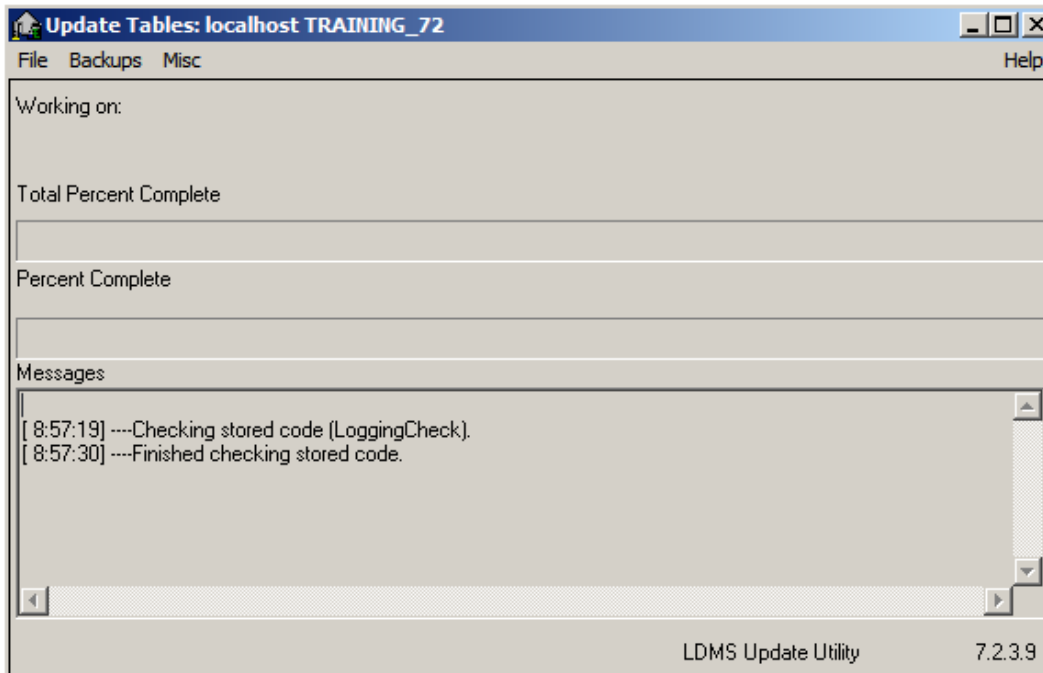 Update Tables: localhost TRAINING_72
File Backups Misc Help
Working on:
Total Percent Complete
Percent Complete
Messages
[ 8:57:19] ----Checking stored code (LoggingCheck).
[ 8:57:30] ----Finished checking stored code.
LDMS Update Utility 7.2.3.9